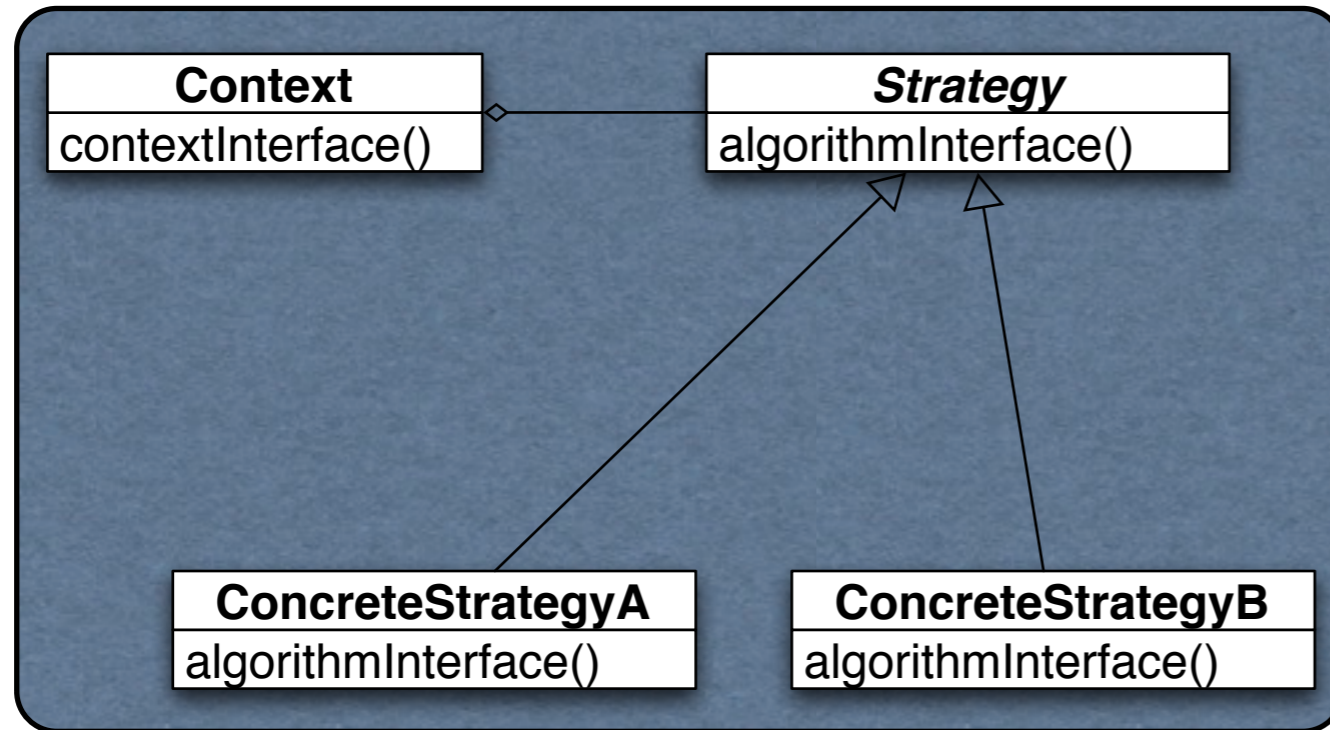 Context
contextInterface()
Strategy
algorithmInterface()
ConcreteStrategyA
algorithmInterface()
ConcreteStrategyB
algorithmInterface()